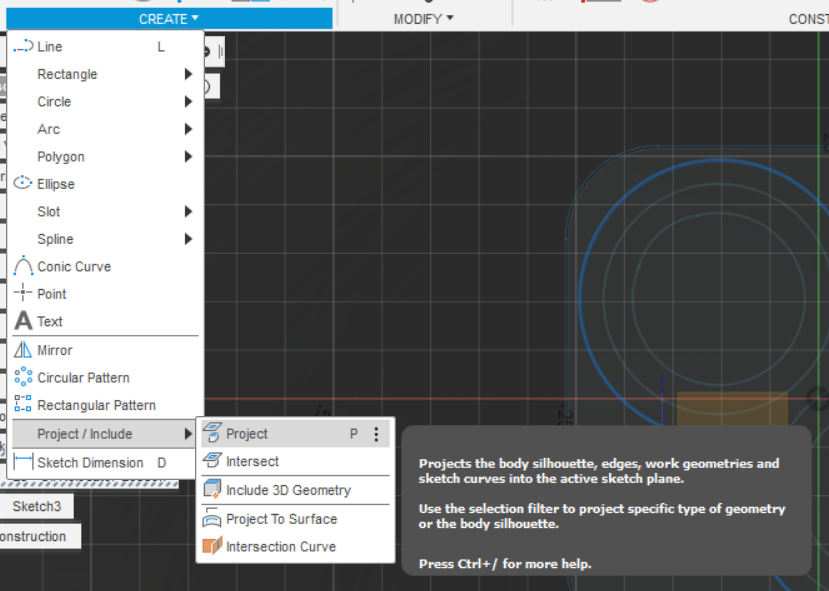 CREATE ▾
MODIFY ▾
CONST
Line L
Rectangle
Circle
Arc
Polygon
Ellipse
Slot
Spline
Conic Curve
Point
Text
Mirror
Circular Pattern
Rectangular Pattern
Project / Include
Sketch Dimension D
Project P
Intersect
Include 3D Geometry
Project To Surface
Intersection Curve
Projects the body silhouette, edges, work geometries and
sketch curves into the active sketch plane.
Use the selection filter to project specific type of geometry
or the body silhouette.
Press Ctrl+/ for more help.
Sketch3
onstruction